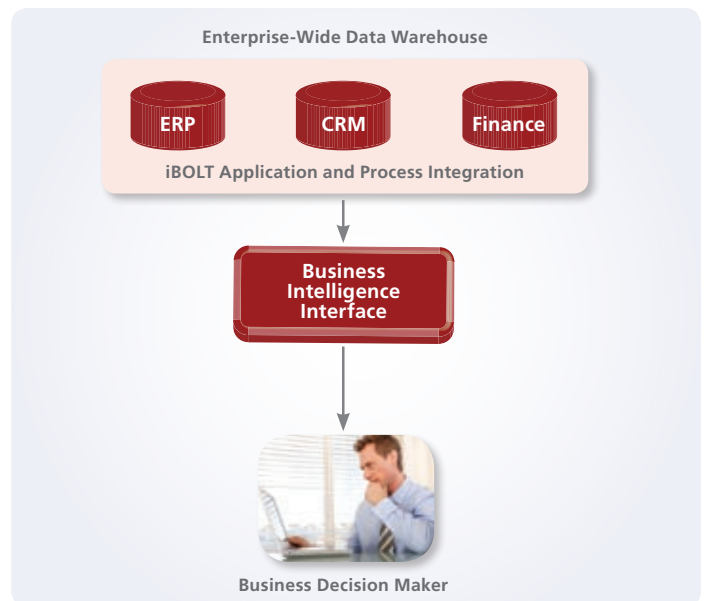 Enterprise-Wide Data Warehouse
ERP
CRM
Finance
iBOLT Application and Process Integration
Business
Intelligence
Interface
Business Decision Maker